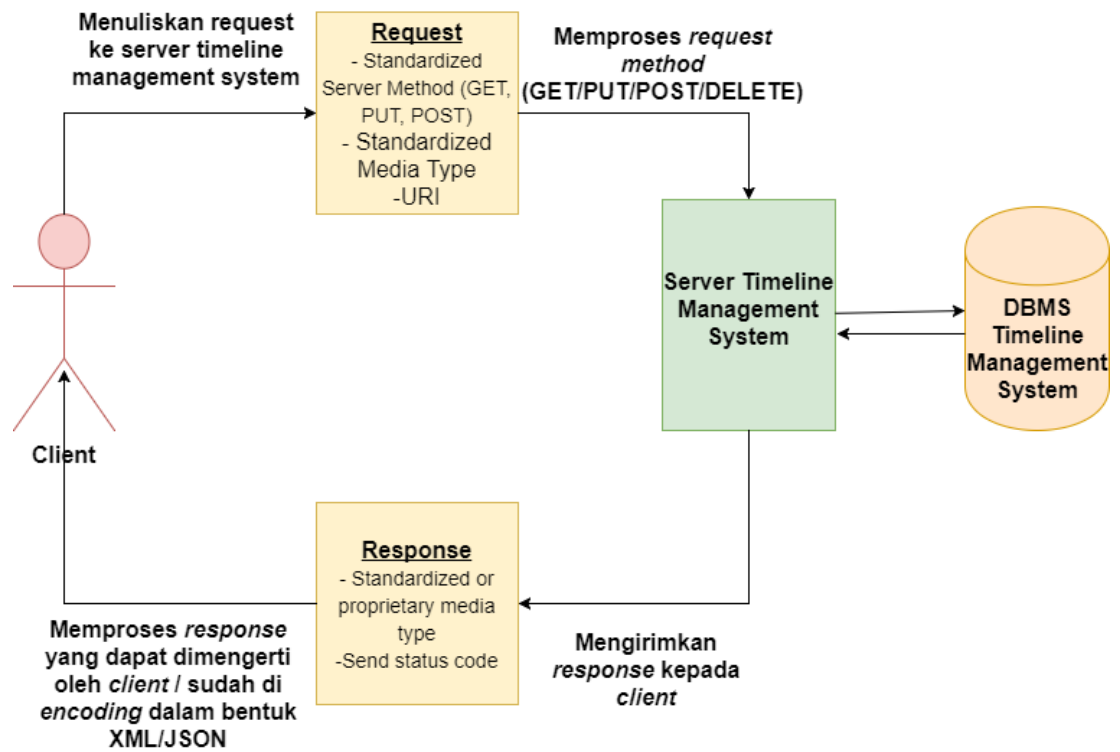 Menuliskan request
ke server timeline
management system
Request
- Standardized
Server Method (GET,
PUT, POST)
- Standardized
Media Type
-URI
Memproses request
method
(GET/PUT/POST/DELETE)
Server Timeline
Management
System
DBMS
Timeline
Management
System
Client
Response
- Standardized or
proprietary media
type
-Send status code
Mengirimkan
response kepada
client
Memproses response
yang dapat dimengerti
oleh client / sudah di
encoding dalam bentuk
XML/JSON